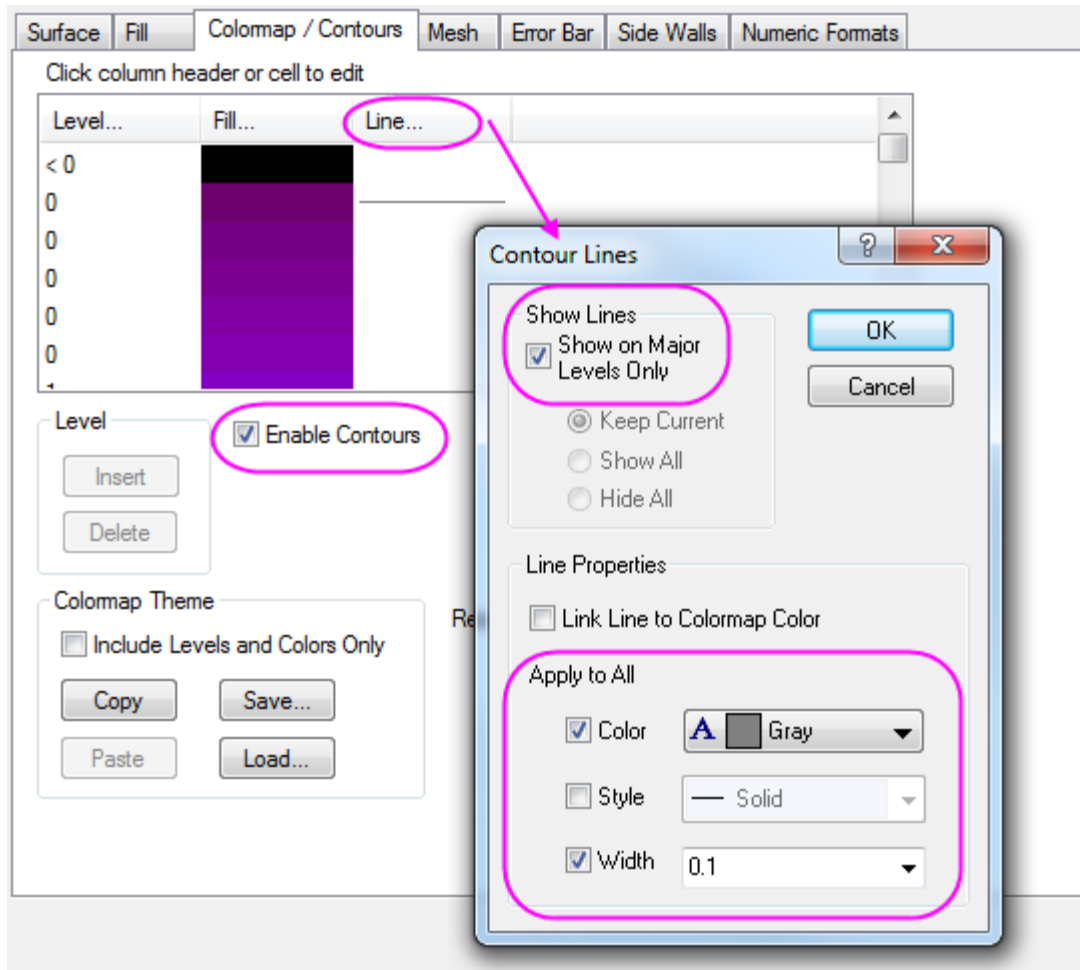 Surface Fill Colormap / Contours Mesh Error Bar Side Walls Numeric Formats
Click column header or cell to edit
Level... Fill... Line...
< 0
0
0
0
0
0
Contour Lines
Show Lines
Show on Major
Levels Only
Keep Current
Show All
Hide All
OK
Cancel
Line Properties
Link Line to Colormap Color
Apply to All
Color A Gray
Style Solid
Width 0.1
Level
Insert
Delete
Enable Contours
Colormap Theme
Include Levels and Colors Only
Copy Save...
Paste Load...
Re